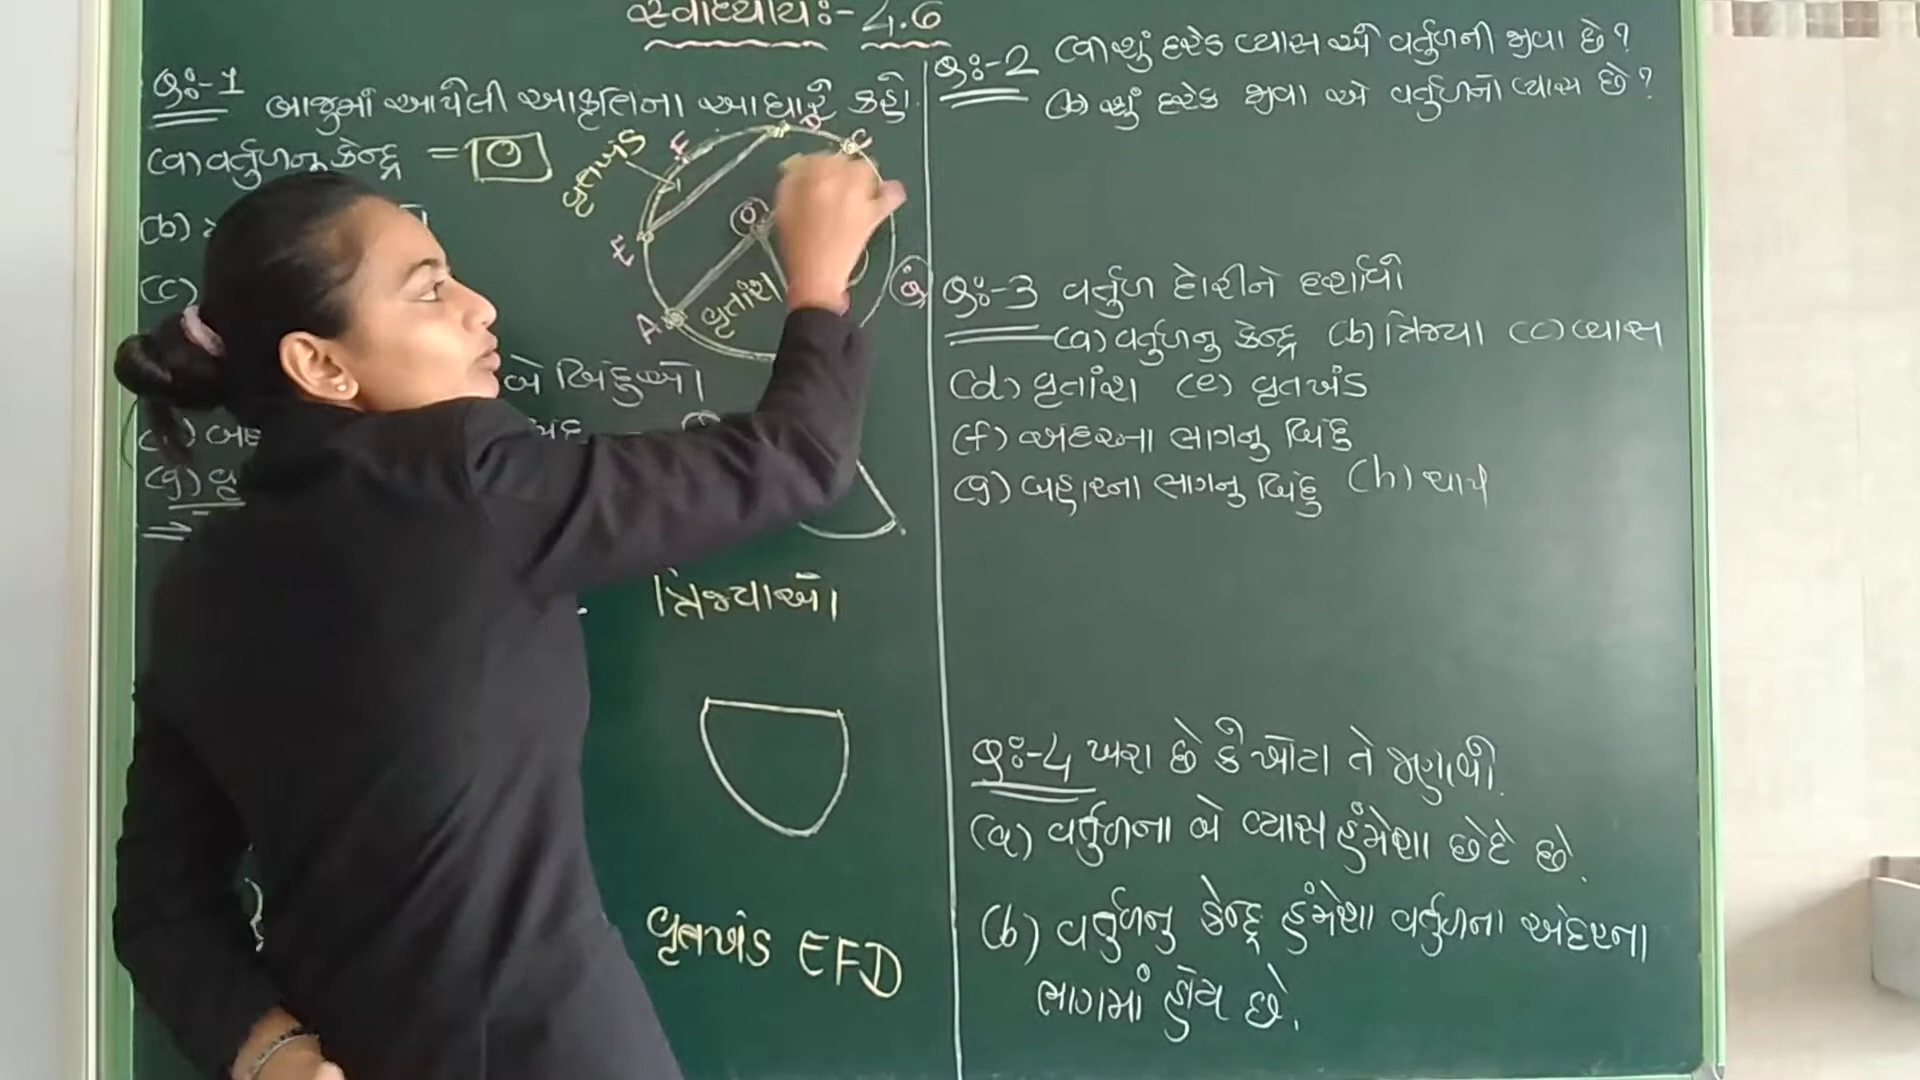 સ્વાધ્યાયઃ- 4.6
પ્રઃ-1 બાજુમાં આપેલી આકૃતિના આધારે કહો.
(a) વર્તુળનુ કેન્દ્ર = O
(b)
(c)
બે બિંદુઓ
(g) વૃ
વૃતખંડ
F
D
C
E
O
A
વૃતાંશ
Q
ત્રિજ્યાઓ
વૃતખંડ EFD
પ્રઃ-2 (a) શું દરેક વ્યાસ એ વર્તુળની જીવા છે ?
(b) શું દરેક જીવા એ વર્તુળનો વ્યાસ છે ?
પ્રઃ-3 વર્તુળ દોરીને દર્શાવો
(a) વર્તુળનુ કેન્દ્ર (b) ત્રિજ્યા (c) વ્યાસ
(d) વૃતાંશ (e) વૃતખંડ
(f) અંદરના ભાગનુ બિંદુ
(g) બહારના ભાગનુ બિંદુ (h) ચાપ
પ્રઃ-4 ખરા છે કે ખોટા તે જણાવો.
(a) વર્તુળના બે વ્યાસ હંમેશા છેદે છે.
(b) વર્તુળનુ કેન્દ્ર હંમેશા વર્તુળના અંદરના
ભાગમાં હોય છે.